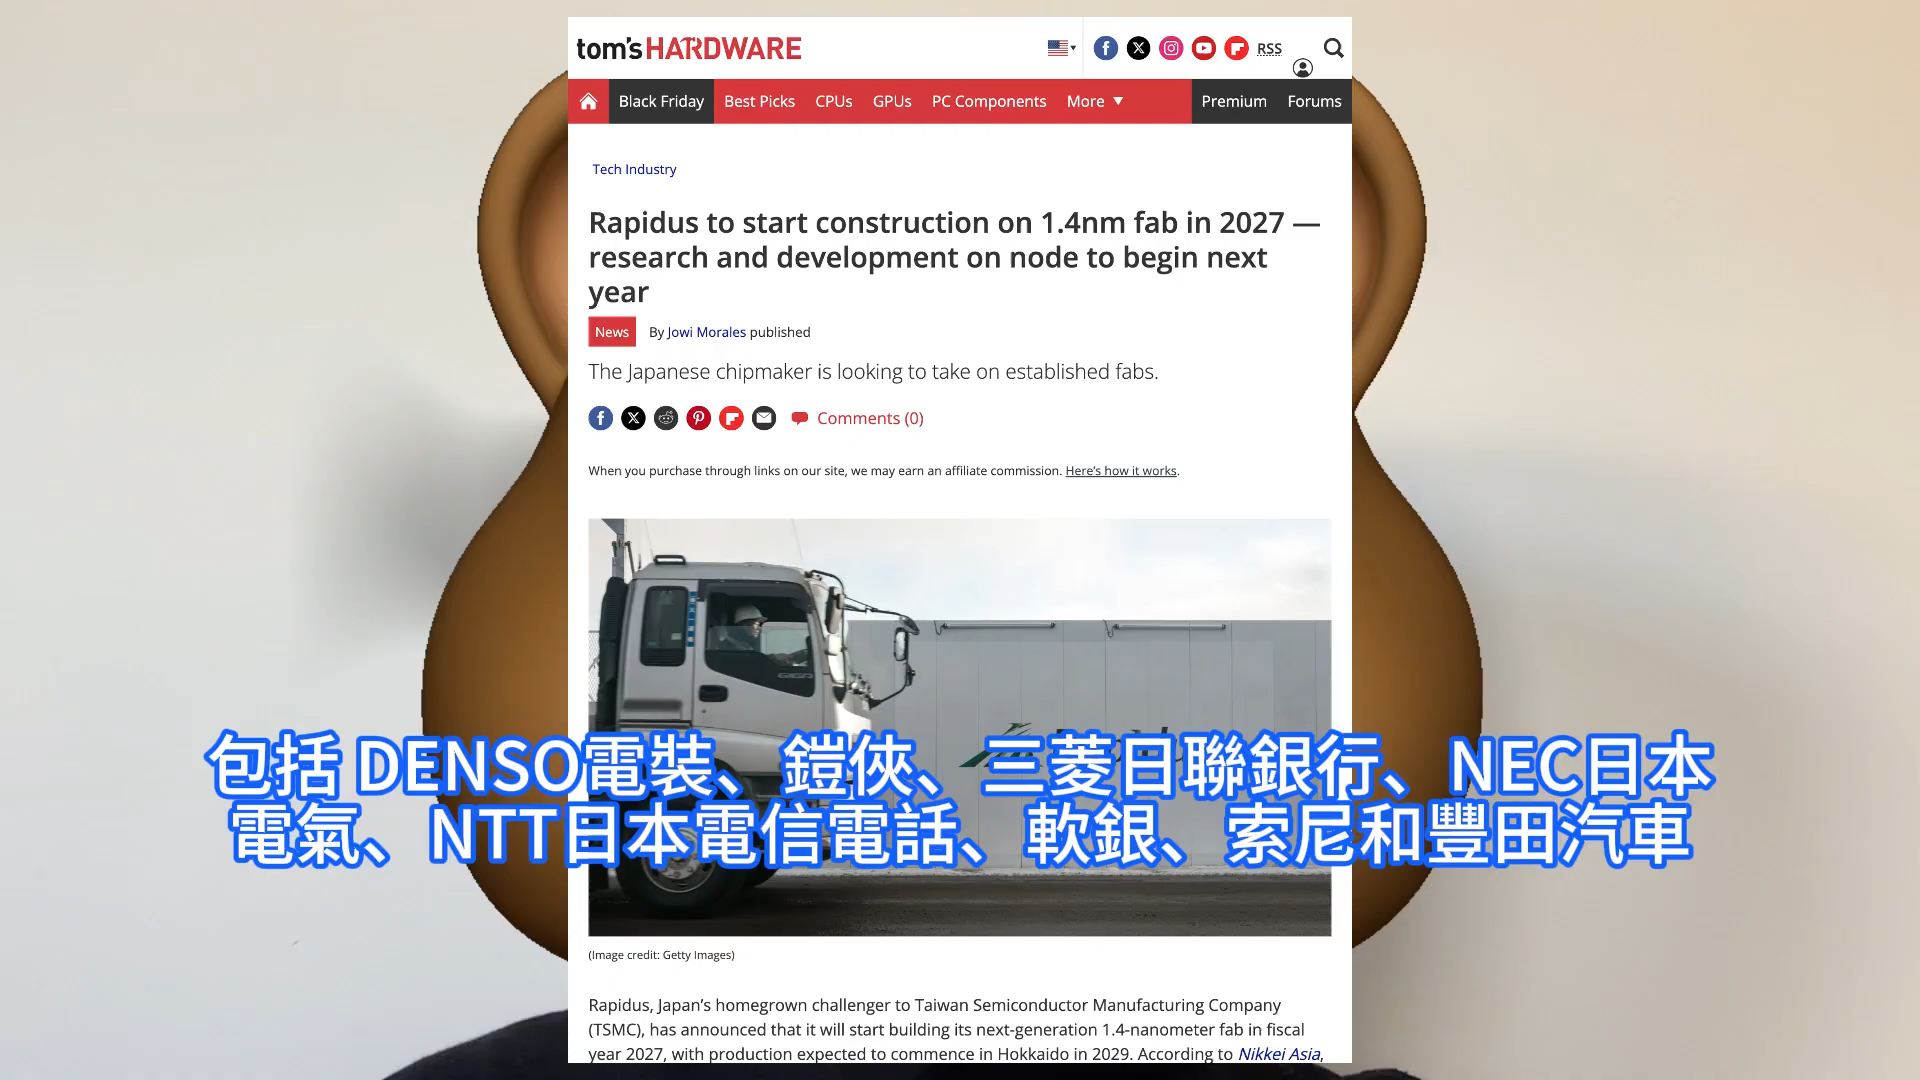 tom'sHARDWARE
RSS
Black Friday
Best Picks
CPUs
GPUs
PC Components
More
Premium
Forums
Tech Industry
Rapidus to start construction on 1.4nm fab in 2027 —
research and development on node to begin next
year
News
By Jowi Morales published
The Japanese chipmaker is looking to take on established fabs.
Comments (0)
When you purchase through links on our site, we may earn an affiliate commission. Here's how it works.
包括 DENSO電裝、鎧俠、三菱日聯銀行、NEC日本
電氣、NTT日本電信電話、軟銀、索尼和豐田汽車
(Image credit: Getty Images)
Rapidus, Japan's homegrown challenger to Taiwan Semiconductor Manufacturing Company
(TSMC), has announced that it will start building its next-generation 1.4-nanometer fab in fiscal
year 2027, with production expected to commence in Hokkaido in 2029. According to Nikkei Asia,